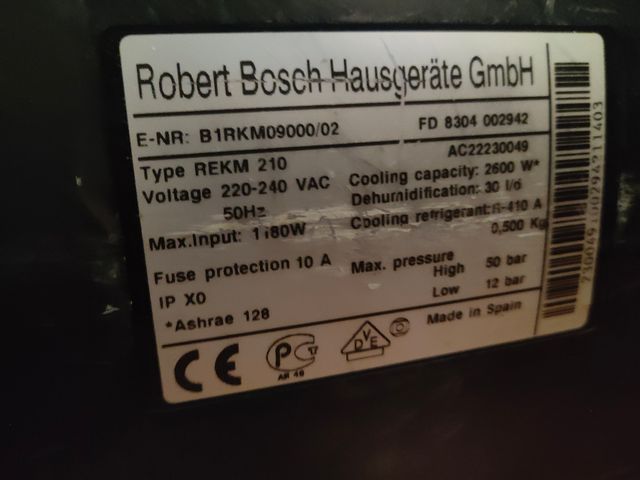 Robert Bosch Hausgeräte GmbH
E-NR: B1RKM09000/02 FD 8304 002942
Type REKM 210 AC22230049
Voltage 220-240 VAC Cooling capacity: 2600 W*
50Hz Dehumidification: 30 l/d
Max.Input: 1180W Cooling refrigerant: R-410 A
0,500 Kg
Fuse protection 10 A Max. pressure
High 50 bar
IP X0 Low 12 bar
*Ashrae 128 Made in Spain
CE
VDE